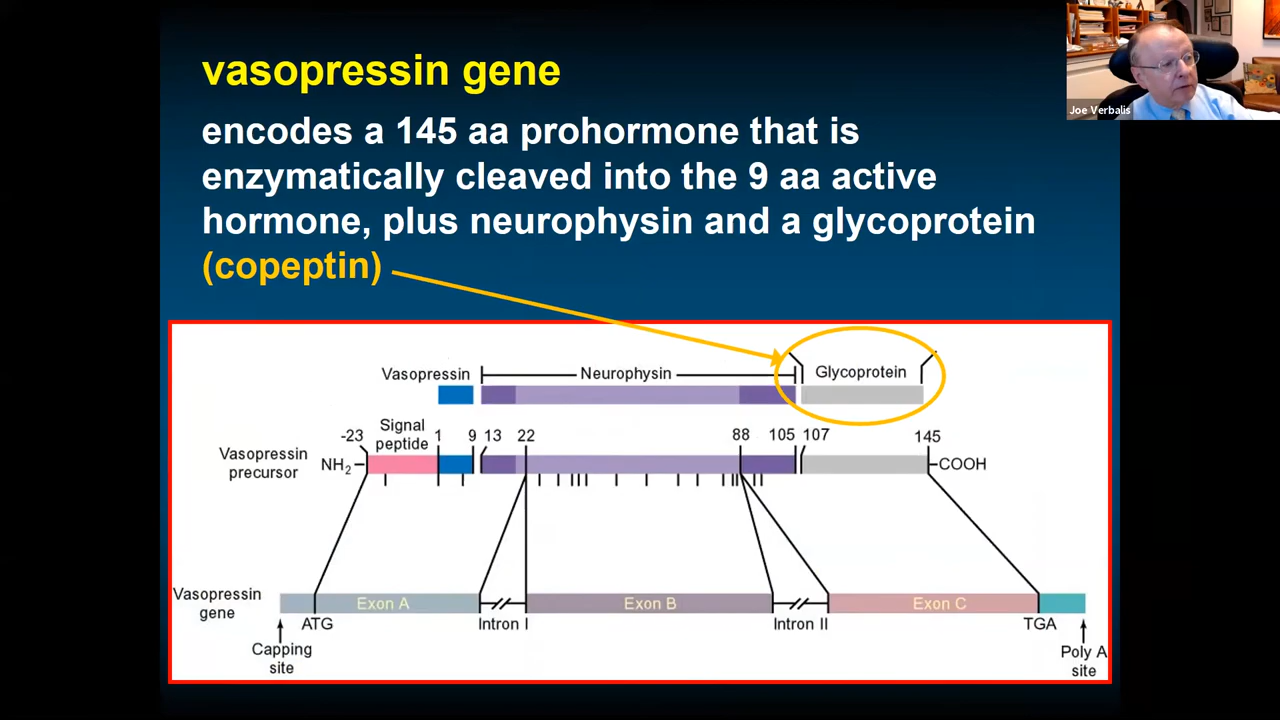 vasopressin gene
Joe Verbalis
encodes a 145 aa prohormone that is
enzymatically cleaved into the 9 aa active
hormone, plus neurophysin and a glycoprotein
(copeptin)
Vasopressin
Neurophysin
Glycoprotein
Signal
peptide
-23
1
9
13
22
88
105
107
145
Vasopressin
precursor
NH2
COOH
Vasopressin
gene
Exon A
Exon B
Exon C
ATG
Intron I
Intron II
TGA
Capping
site
Poly A
site